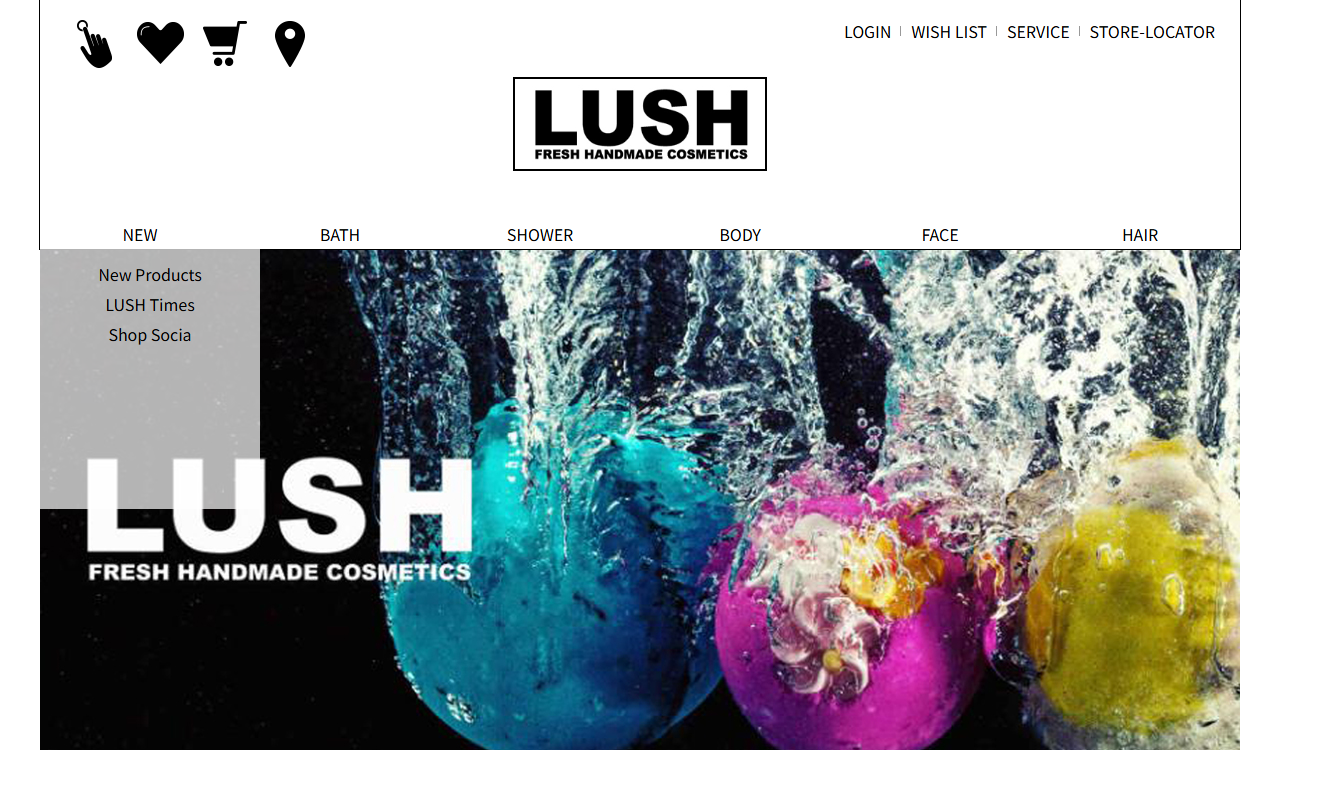 LOGIN WISH LIST SERVICE STORE-LOCATOR
LUSH
FRESH HANDMADE COSMETICS
NEW BATH SHOWER BODY FACE HAIR
New Products
LUSH Times
Shop Socia
LUSH
FRESH HANDMADE COSMETICS